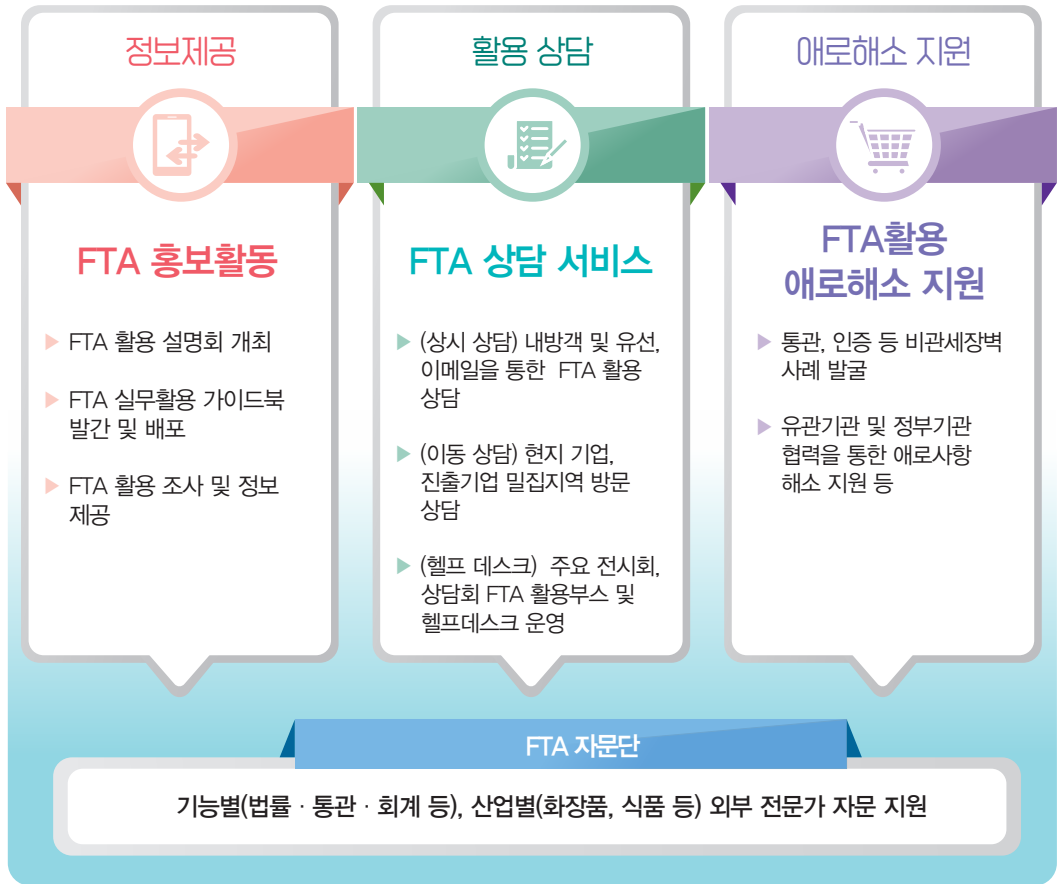 정보제공
FTA 홍보활동
▶ FTA 활용 설명회 개최
▶ FTA 실무활용 가이드북
발간 및 배포
▶ FTA 활용 조사 및 정보
제공
활용 상담
FTA 상담 서비스
▶ (상시 상담) 내방객 및 유선,
이메일을 통한 FTA 활용
상담
▶ (이동 상담) 현지 기업,
진출기업 밀집지역 방문
상담
▶ (헬프 데스크) 주요 전시회,
상담회 FTA 활용부스 및
헬프데스크 운영
애로해소 지원
FTA활용
애로해소 지원
▶ 통관, 인증 등 비관세장벽
사례 발굴
▶ 유관기관 및 정부기관
협력을 통한 애로사항
해소 지원 등
FTA 자문단
기능별(법률 · 통관 · 회계 등), 산업별(화장품, 식품 등) 외부 전문가 자문 지원